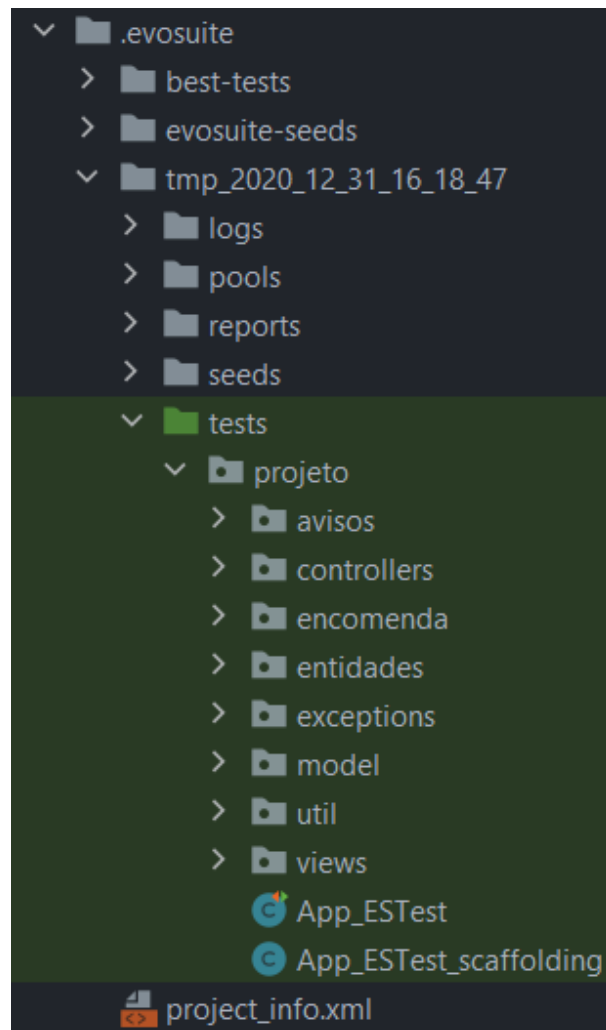 .evosuite
best-tests
evosuite-seeds
tmp_2020_12_31_16_18_47
logs
pools
reports
seeds
tests
projeto
avisos
controllers
encomenda
entidades
exceptions
model
util
views
App_ESTest
App_ESTest_scaffolding
project_info.xml